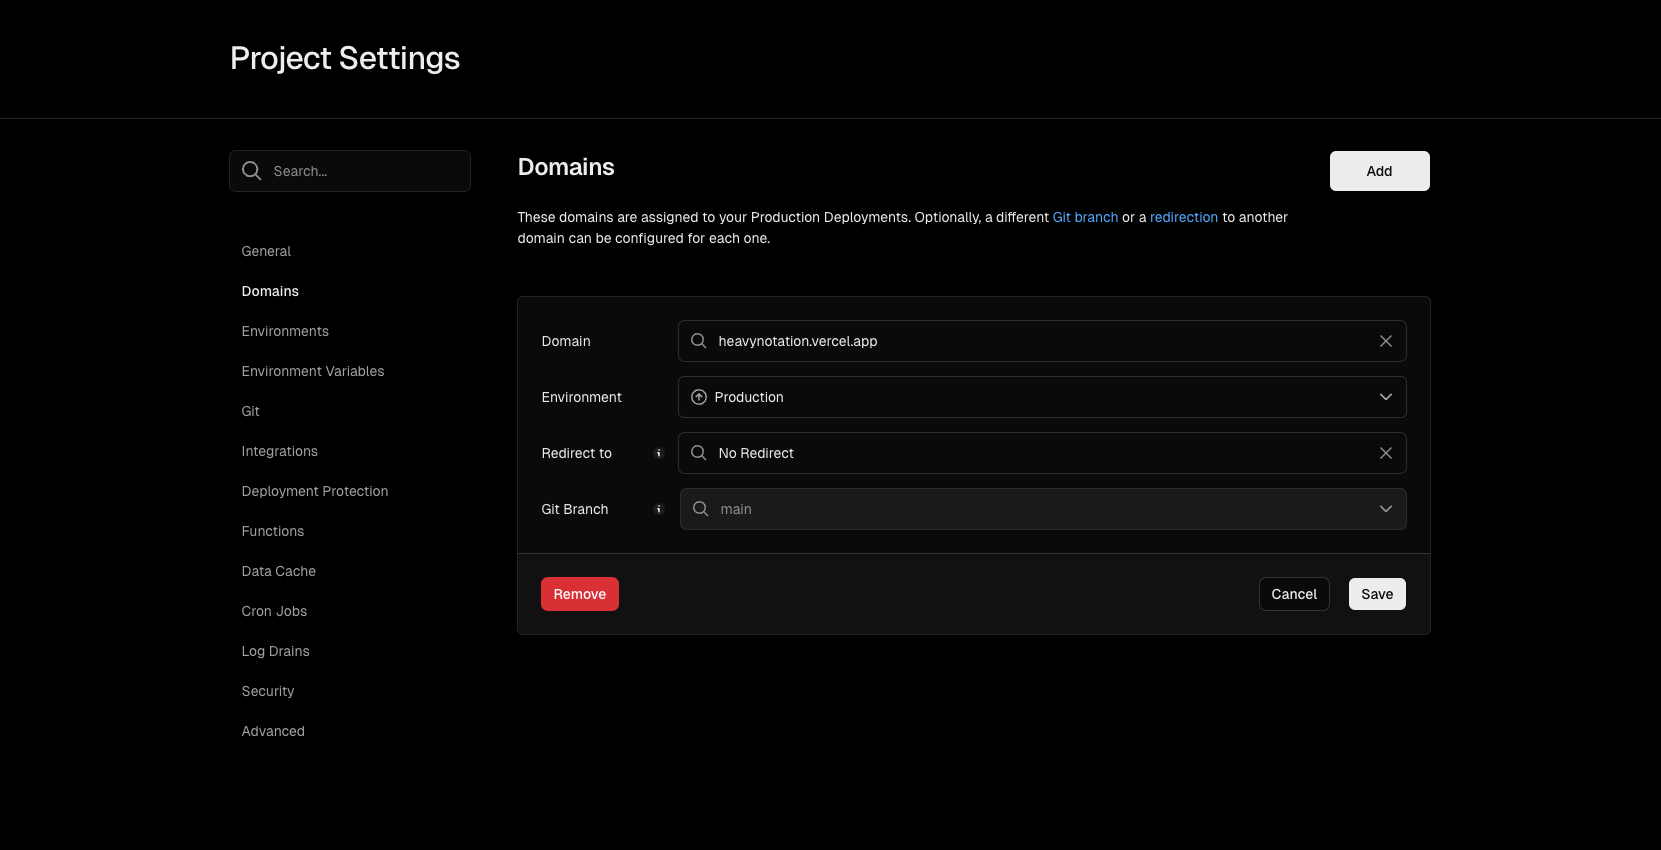 Project Settings
Search...
General
Domains
Environments
Environment Variables
Git
Integrations
Deployment Protection
Functions
Data Cache
Cron Jobs
Log Drains
Security
Advanced
Domains
Add
These domains are assigned to your Production Deployments. Optionally, a different Git branch or a redirection to another
domain can be configured for each one.
Domain heavynotation.vercel.app
Environment Production
Redirect to No Redirect
Git Branch main
Remove Cancel Save